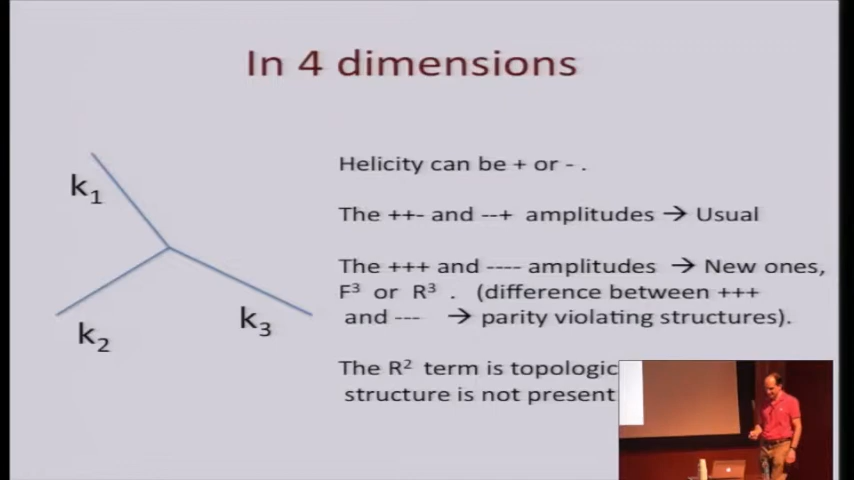 In 4 dimensions
k1
k2
k3
Helicity can be + or - .
The ++- and --+ amplitudes → Usual
The +++ and ---- amplitudes → New ones,
F³ or R³ . (difference between +++
and --- → parity violating structures).
The R² term is topologic
structure is not present